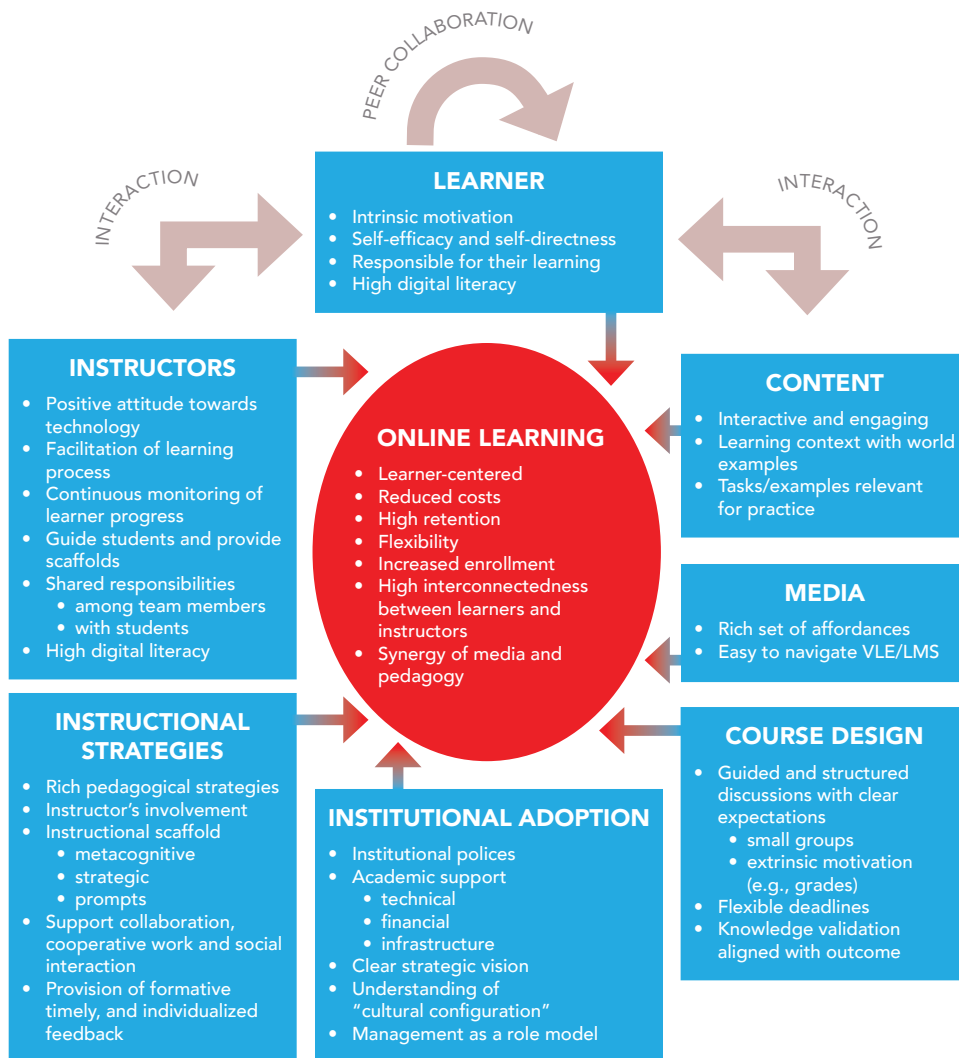 PEER COLLABORATION
INTERACTION
INTERACTION
LEARNER
• Intrinsic motivation
• Self-efficacy and self-directness
• Responsible for their learning
• High digital literacy
INSTRUCTORS
• Positive attitude towards
technology
• Facilitation of learning
process
• Continuous monitoring of
learner progress
• Guide students and provide
scaffolds
• Shared responsibilities
• among team members
• with students
• High digital literacy
ONLINE LEARNING
• Learner-centered
• Reduced costs
• High retention
• Flexibility
• Increased enrollment
• High interconnectedness
between learners and
instructors
• Synergy of media and
pedagogy
CONTENT
• Interactive and engaging
• Learning context with world
examples
• Tasks/examples relevant
for practice
MEDIA
• Rich set of affordances
• Easy to navigate VLE/LMS
INSTRUCTIONAL
STRATEGIES
• Rich pedagogical strategies
• Instructor's involvement
• Instructional scaffold
• metacognitive
• strategic
• prompts
• Support collaboration,
cooperative work and social
interaction
• Provision of formative
timely, and individualized
feedback
INSTITUTIONAL ADOPTION
• Institutional polices
• Academic support
• technical
• financial
• infrastructure
• Clear strategic vision
• Understanding of
"cultural configuration"
• Management as a role model
COURSE DESIGN
• Guided and structured
discussions with clear
expectations
• small groups
• extrinsic motivation
(e.g., grades)
• Flexible deadlines
• Knowledge validation
aligned with outcome